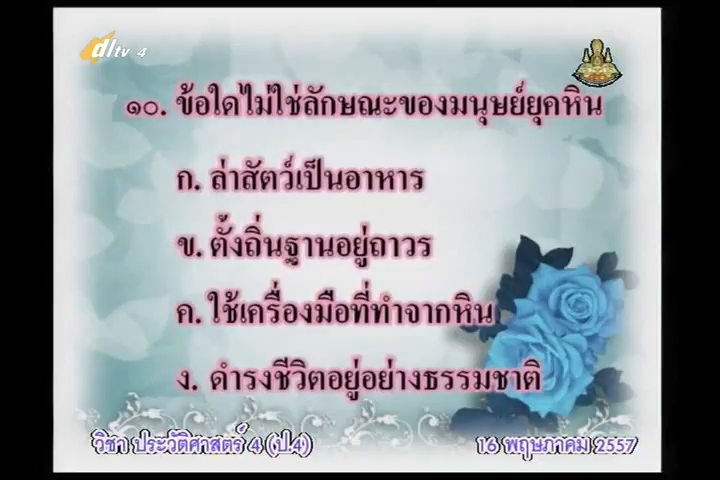 dltv 4
๑๐. ข้อใดไม่ใช่ลักษณะของมนุษย์ยุคหิน
ก. ล่าสัตว์เป็นอาหาร
ข. ตั้งถิ่นฐานอยู่ถาวร
ค. ใช้เครื่องมือที่ทำจากหิน
ง. ดำรงชีวิตอยู่อย่างธรรมชาติ
วิชา ประวัติศาสตร์ 4 (ป.4) 16 พฤษภาคม 2557